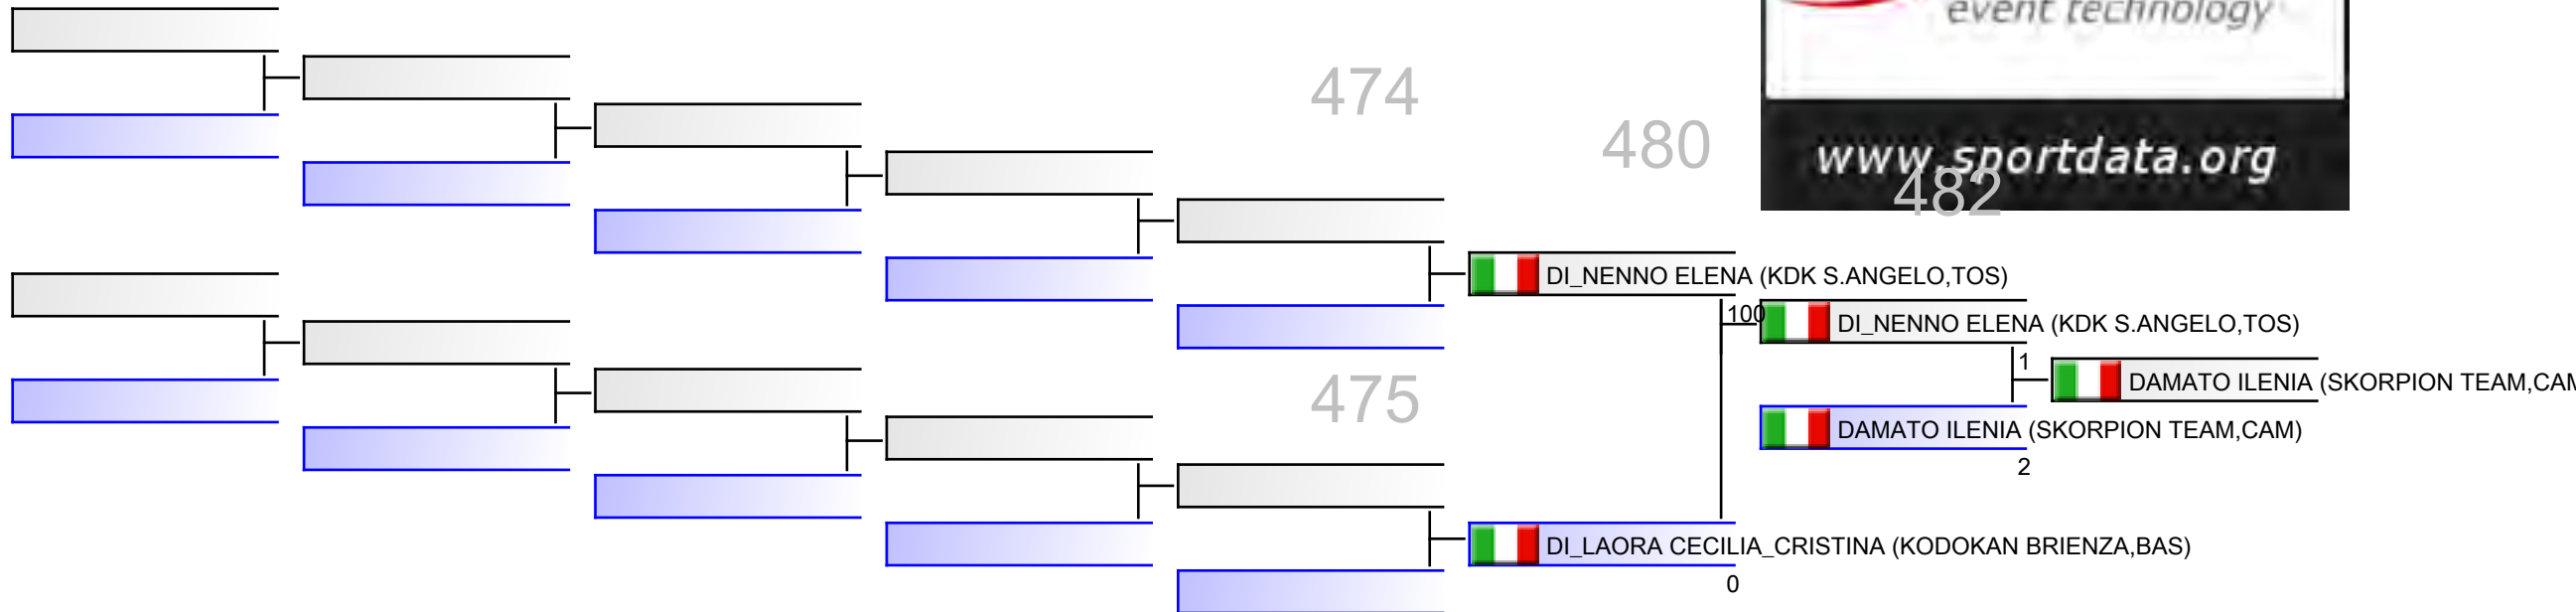 event technology
474
480
www.sportdata.org
482
DI_NENNO ELENA (KDK S.ANGELO,TOS)
100
DI_NENNO ELENA (KDK S.ANGELO,TOS)
1
DAMATO ILENIA (SKORPION TEAM,CAM
475
DAMATO ILENIA (SKORPION TEAM,CAM)
2
DI_LAORA CECILIA_CRISTINA (KODOKAN BRIENZA,BAS)
0